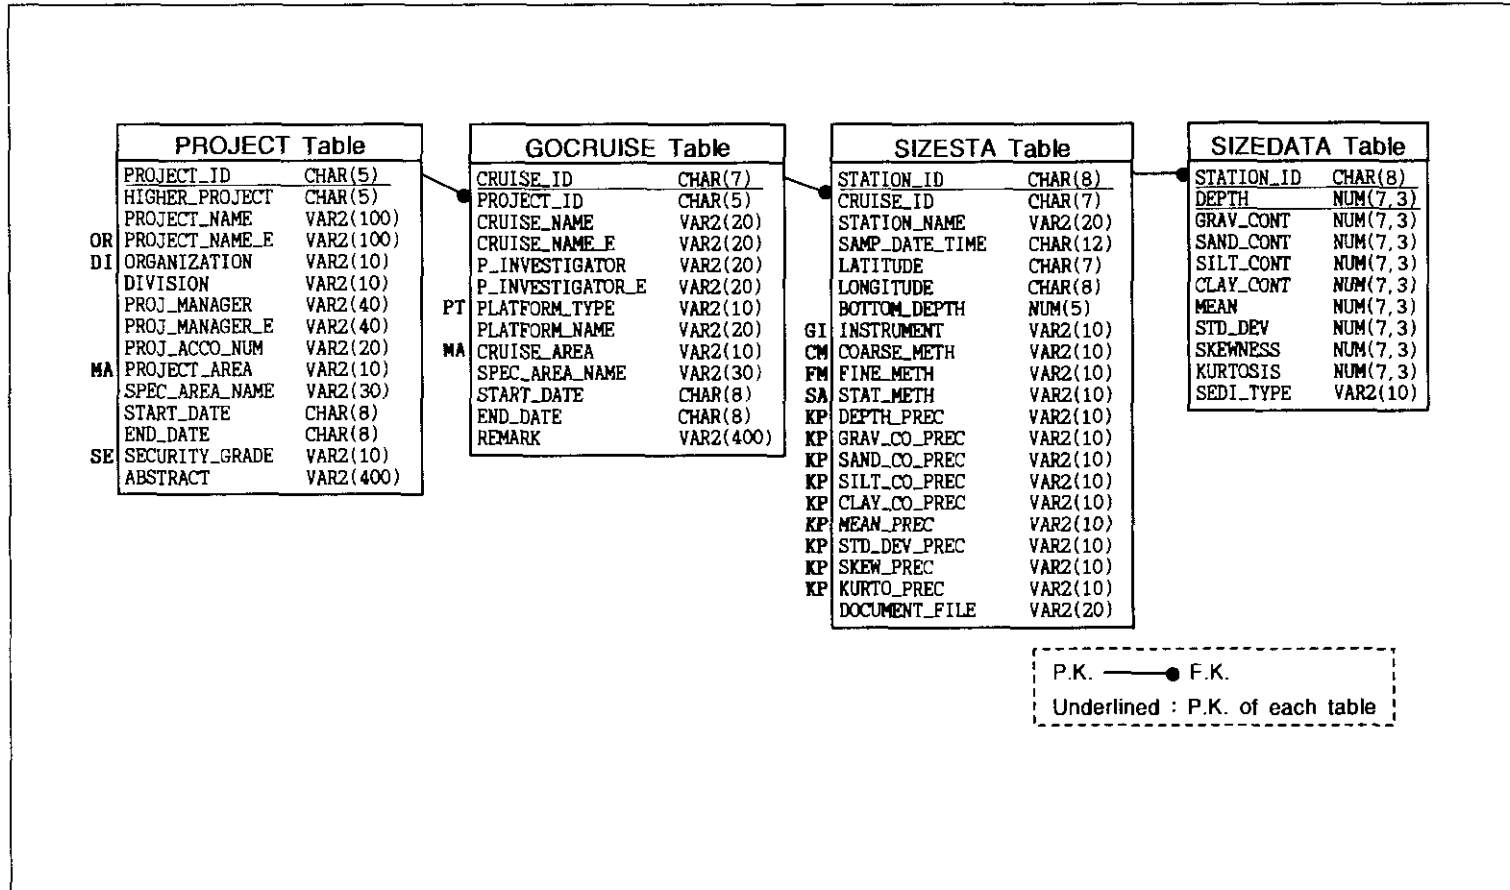 PROJECT Table
PROJECT_ID CHAR(5)
HIGHER_PROJECT CHAR(5)
PROJECT_NAME VAR2(100)
OR PROJECT_NAME_E VAR2(100)
DI ORGANIZATION VAR2(10)
DIVISION VAR2(10)
PROJ_MANAGER VAR2(40)
PROJ_MANAGER_E VAR2(40)
PROJ_ACCO_NUM VAR2(20)
MA PROJECT_AREA VAR2(10)
SPEC_AREA_NAME VAR2(30)
START_DATE CHAR(8)
END_DATE CHAR(8)
SE SECURITY_GRADE VAR2(10)
ABSTRACT VAR2(400)
GOCRUISE Table
CRUISE_ID CHAR(7)
PROJECT_ID CHAR(5)
CRUISE_NAME VAR2(20)
CRUISE_NAME_E VAR2(20)
P_INVESTIGATOR VAR2(20)
P_INVESTIGATOR_E VAR2(20)
PT PLATFORM_TYPE VAR2(10)
PLATFORM_NAME VAR2(20)
MA CRUISE_AREA VAR2(10)
SPEC_AREA_NAME VAR2(30)
START_DATE CHAR(8)
END_DATE CHAR(8)
REMARK VAR2(400)
SIZESTA Table
STATION_ID CHAR(8)
CRUISE_ID CHAR(7)
STATION_NAME VAR2(20)
SAMP_DATE_TIME CHAR(12)
LATITUDE CHAR(7)
LONGITUDE CHAR(8)
BOTTOM_DEPTH NUM(5)
GI INSTRUMENT VAR2(10)
CM COARSE_METH VAR2(10)
FM FINE_METH VAR2(10)
SA STAT_METH VAR2(10)
KP DEPTH_PREC VAR2(10)
KP GRAV_CO_PREC VAR2(10)
KP SAND_CO_PREC VAR2(10)
KP SILT_CO_PREC VAR2(10)
KP CLAY_CO_PREC VAR2(10)
KP MEAN_PREC VAR2(10)
KP STD_DEV_PREC VAR2(10)
KP SKEW_PREC VAR2(10)
KP KURTO_PREC VAR2(10)
DOCUMENT_FILE VAR2(20)
SIZEDATA Table
STATION_ID CHAR(8)
DEPTH NUM(7,3)
GRAV_CONT NUM(7,3)
SAND_CONT NUM(7,3)
SILT_CONT NUM(7,3)
CLAY_CONT NUM(7,3)
MEAN NUM(7,3)
STD_DEV NUM(7,3)
SKEWNESS NUM(7,3)
KURTOSIS NUM(7,3)
SEDI_TYPE VAR2(10)
P.K. F.K.
Underlined : P.K. of each table